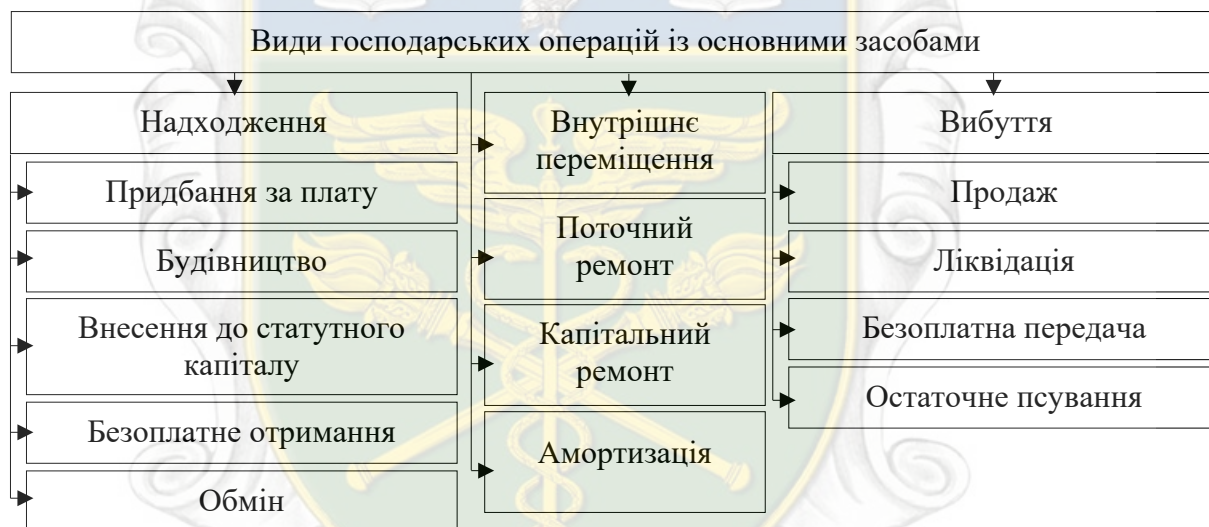 Види господарських операцій із основними засобами
Надходження
Придбання за плату
Будівництво
Внесення до статутного
капіталу
Безоплатне отримання
Обмін
Внутрішнє
переміщення
Поточний
ремонт
Капітальний
ремонт
Амортизація
Вибуття
Продаж
Ліквідація
Безоплатна передача
Остаточне псування